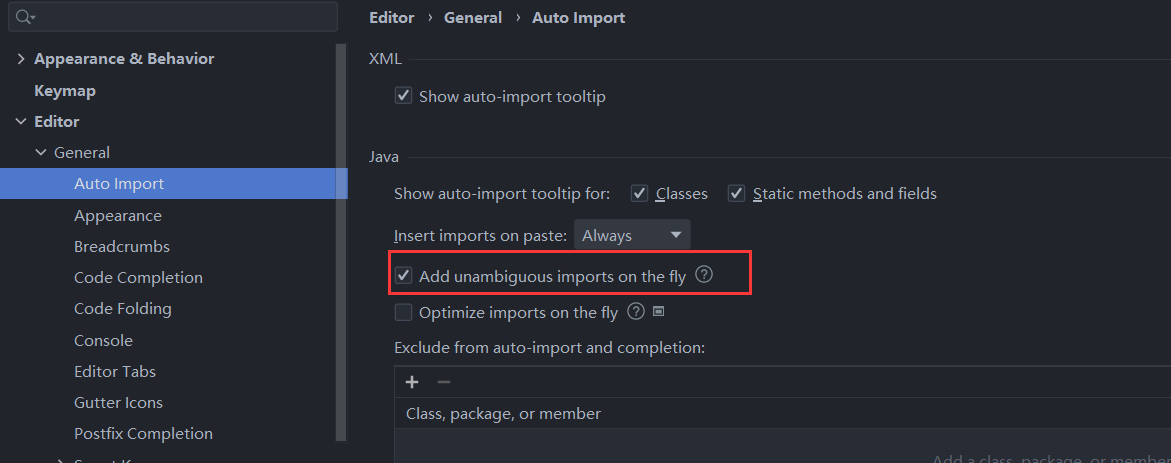 Appearance & Behavior
Keymap
Editor
General
Auto Import
Appearance
Breadcrumbs
Code Completion
Code Folding
Console
Editor Tabs
Gutter Icons
Postfix Completion
Editor › General › Auto Import
XML
Show auto-import tooltip
Java
Show auto-import tooltip for: Classes Static methods and fields
Insert imports on paste: Always
Add unambiguous imports on the fly ?
Optimize imports on the fly ?
Exclude from auto-import and completion:
Class, package, or member
Add a class, package, or member